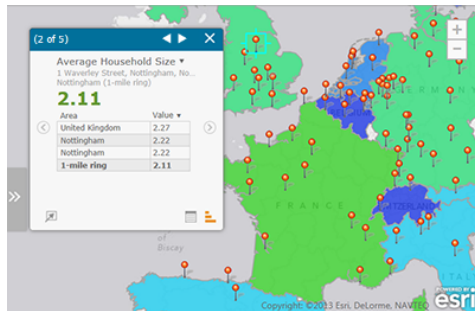 (2 of 5)
Average Household Size
1 Waverley Street, Nottingham, No...
Nottingham (1-mile ring)
2.11
Area Value
United Kingdom 2.27
Nottingham 2.22
Nottingham 2.22
1-mile ring 2.11
FRANCE
of
Biscay
Copyright: ©2013 Esri, DeLorme, NAVTEQ
POWERED BY
esri